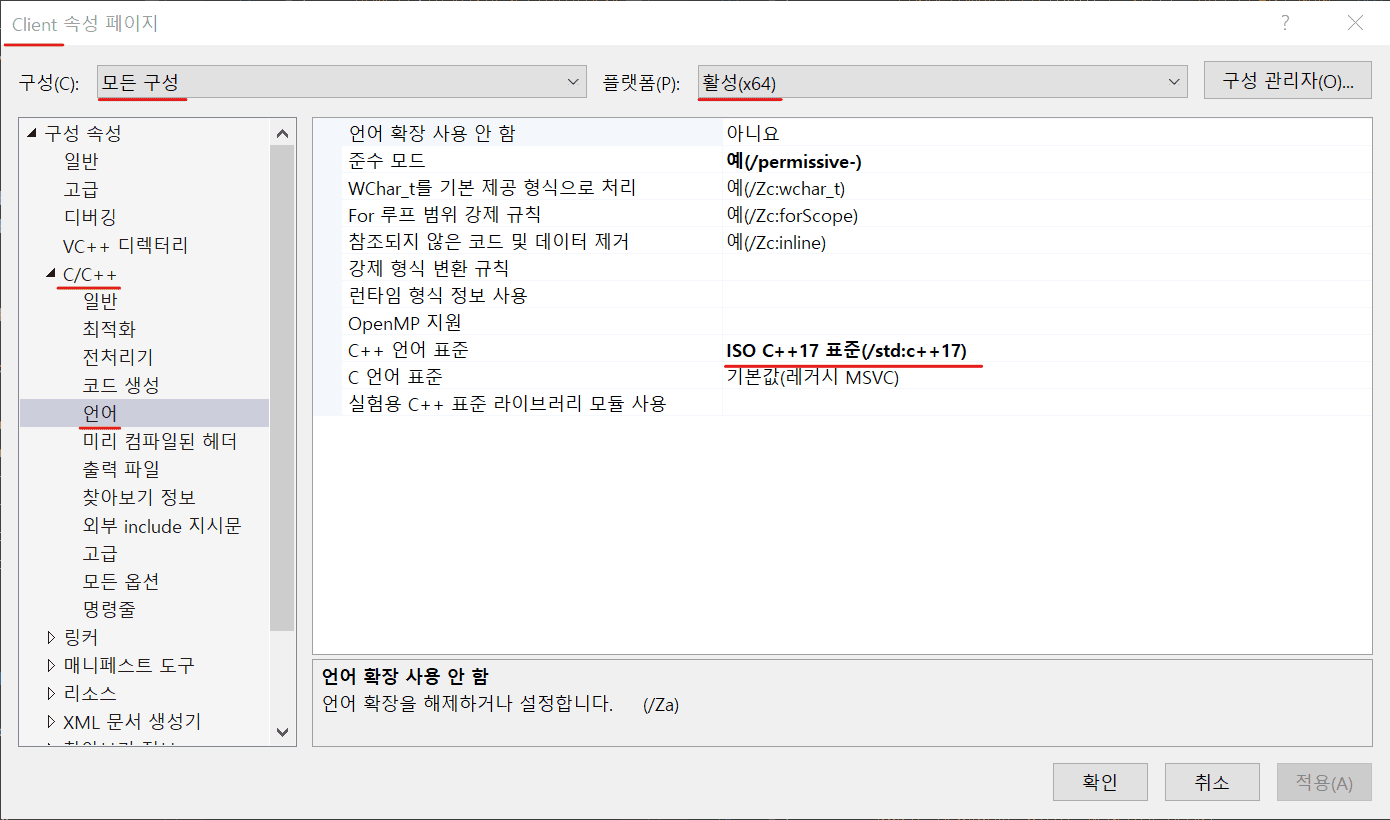 Client 속성 페이지
구성(C): 모든 구성 플랫폼(P): 활성(x64) 구성 관리자(O)...
구성 속성
일반
고급
디버깅
VC++ 디렉터리
C/C++
일반
최적화
전처리기
코드 생성
언어
미리 컴파일된 헤더
출력 파일
찾아보기 정보
외부 include 지시문
고급
모든 옵션
명령줄
링커
매니페스트 도구
리소스
XML 문서 생성기
언어 확장 사용 안 함 아니요
준수 모드 예(/permissive-)
WChar_t를 기본 제공 형식으로 처리 예(/Zc:wchar_t)
For 루프 범위 강제 규칙 예(/Zc:forScope)
참조되지 않은 코드 및 데이터 제거 예(/Zc:inline)
강제 형식 변환 규칙
런타임 형식 정보 사용
OpenMP 지원
C++ 언어 표준 ISO C++17 표준(/std:c++17)
C 언어 표준 기본값(레거시 MSVC)
실험용 C++ 표준 라이브러리 모듈 사용
언어 확장 사용 안 함
언어 확장을 해제하거나 설정합니다. (/Za)
확인 취소 적용(A)